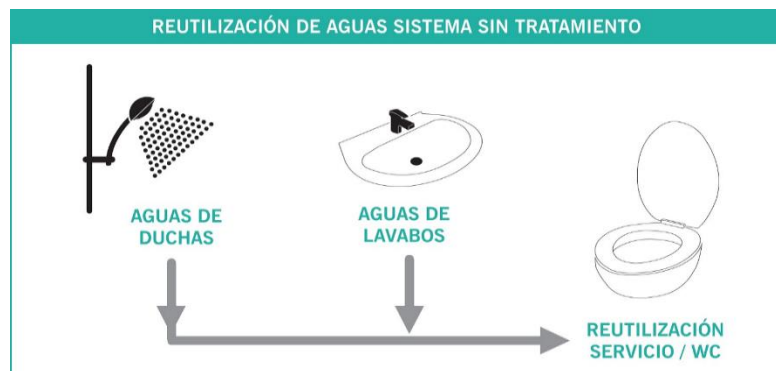 REUTILIZACIÓN DE AGUAS SISTEMA SIN TRATAMIENTO
AGUAS DE
DUCHAS
AGUAS DE
LAVABOS
REUTILIZACIÓN
SERVICIO / WC